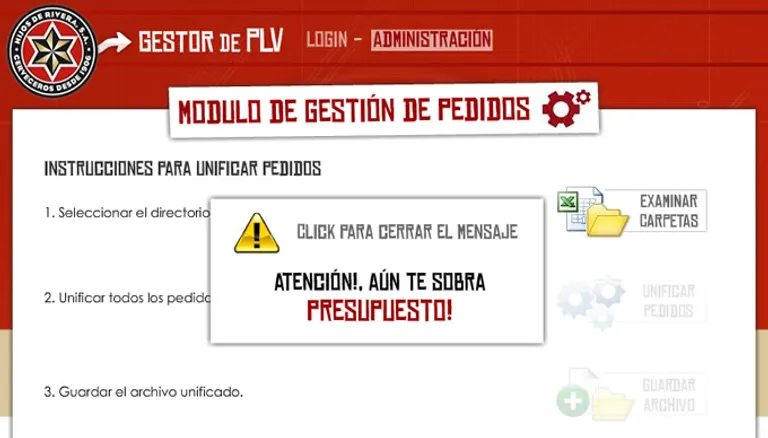 HIJOS DE RIVERA, S.A.
CERVECEROS DESDE 1906
GESTOR DE PLV
LOGIN - ADMINISTRACIÓN
MODULO DE GESTIÓN DE PEDIDOS
INSTRUCCIONES PARA UNIFICAR PEDIDOS
1. Seleccionar el directorio
EXAMINAR
CARPETAS
CLICK PARA CERRAR EL MENSAJE
ATENCIÓN!, AÚN TE SOBRA
PRESUPUESTO!
2. Unificar todos los pedido
UNIFICAR
PEDIDOS
3. Guardar el archivo unificado.
GUARDAR
ARCHIVO